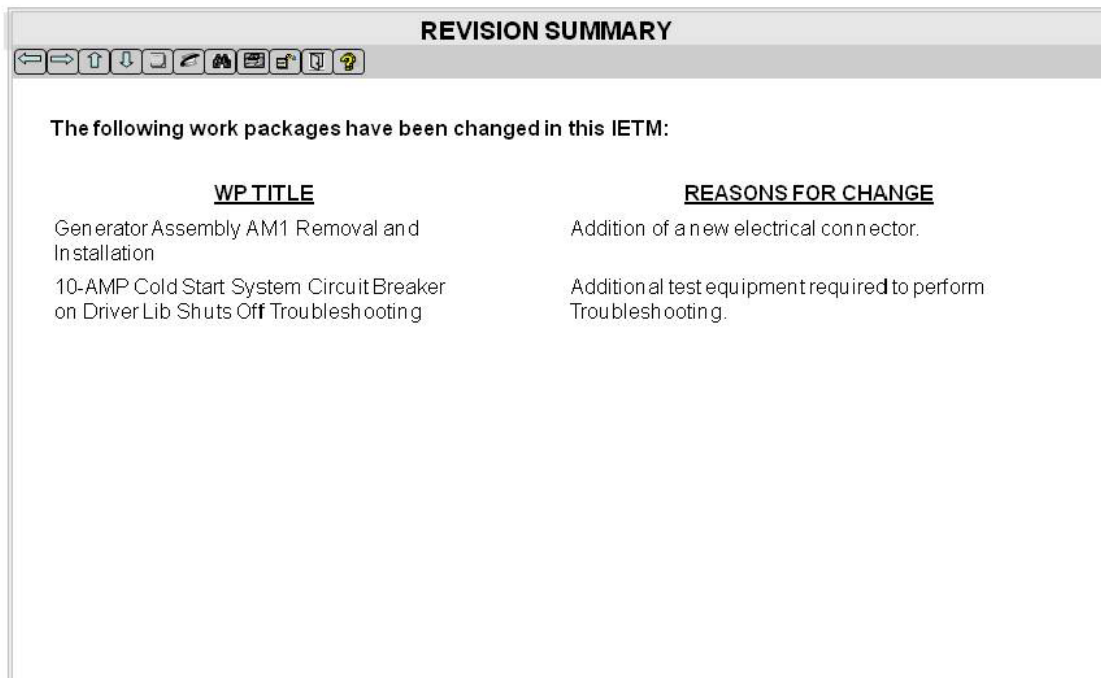 REVISION SUMMARY
The following work packages have been changed in this IETM:
WP TITLE
REASONS FOR CHANGE
Generator Assembly AM1 Removal and
Installation
Addition of a new electrical connector.
10-AMP Cold Start System Circuit Breaker
on Driver Lib Shuts Off Troubleshooting
Additional test equipment required to perform
Troubleshooting.